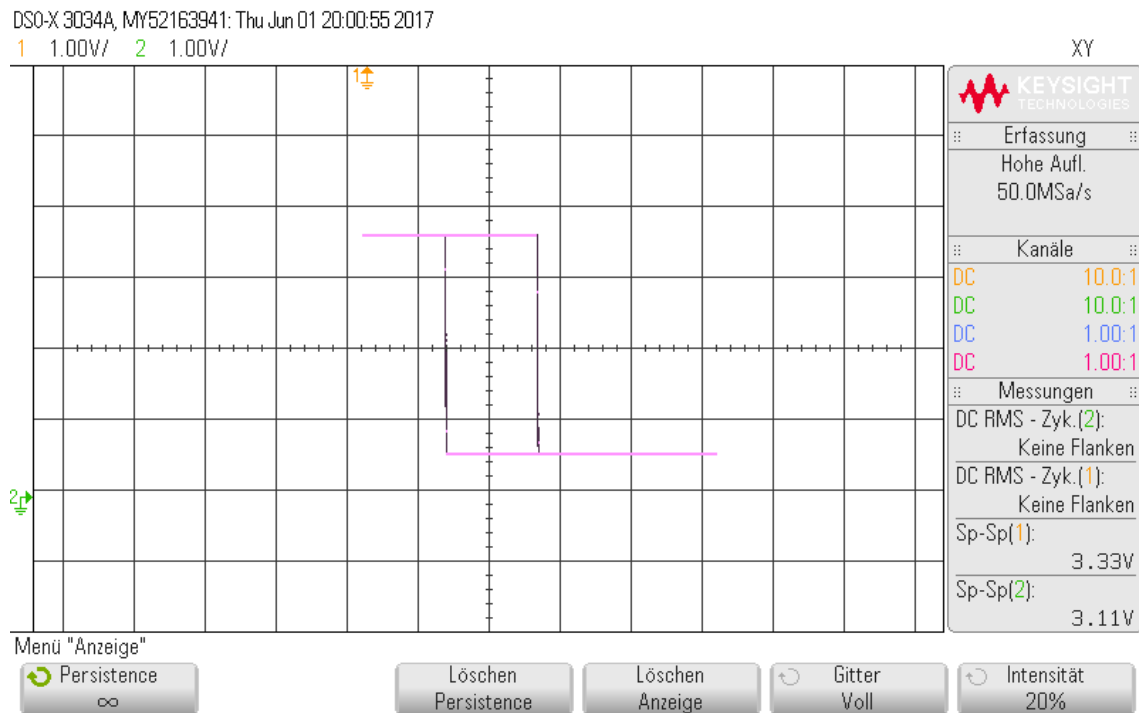 DSO-X 3034A, MY52163941: Thu Jun 01 20:00:55 2017
1 1.00V/ 2 1.00V/ XY
1
KEYSIGHT
TECHNOLOGIES
Erfassung
Hohe Aufl.
50.0MSa/s
Kanäle
DC 10.0:1
DC 10.0:1
DC 1.00:1
DC 1.00:1
Messungen
DC RMS - Zyk.(2):
Keine Flanken
DC RMS - Zyk.(1):
Keine Flanken
Sp-Sp(1):
3.33V
Sp-Sp(2):
3.11V
2
Menü "Anzeige"
Persistence
∞
Löschen
Persistence
Löschen
Anzeige
Gitter
Voll
Intensität
20%